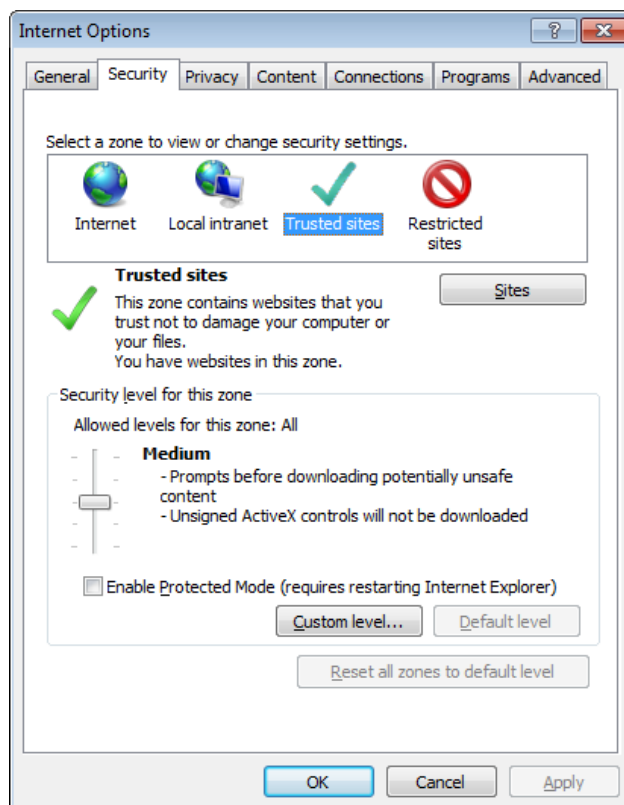 Internet Options
General Security Privacy Content Connections Programs Advanced
Select a zone to view or change security settings.
Internet Local intranet Trusted sites Restricted
sites
Trusted sites
Sites
This zone contains websites that you
trust not to damage your computer or
your files.
You have websites in this zone.
Security level for this zone
Allowed levels for this zone: All
Medium
- Prompts before downloading potentially unsafe
content
- Unsigned ActiveX controls will not be downloaded
Enable Protected Mode (requires restarting Internet Explorer)
Custom level... Default level
Reset all zones to default level
OK Cancel Apply